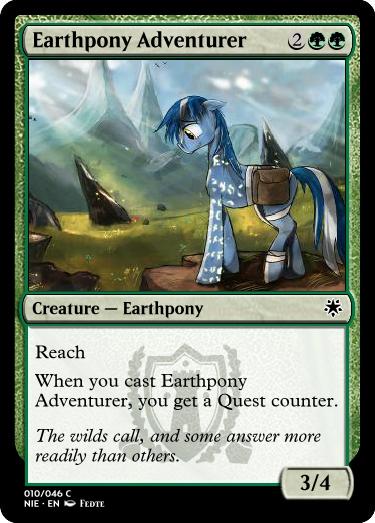 Earthpony Adventurer 2
Creature — Earthpony
Reach
When you cast Earthpony
Adventurer, you get a Quest counter.
The wilds call, and some answer more
readily than others.
3/4
010/046 C
NIE • EN Fedte